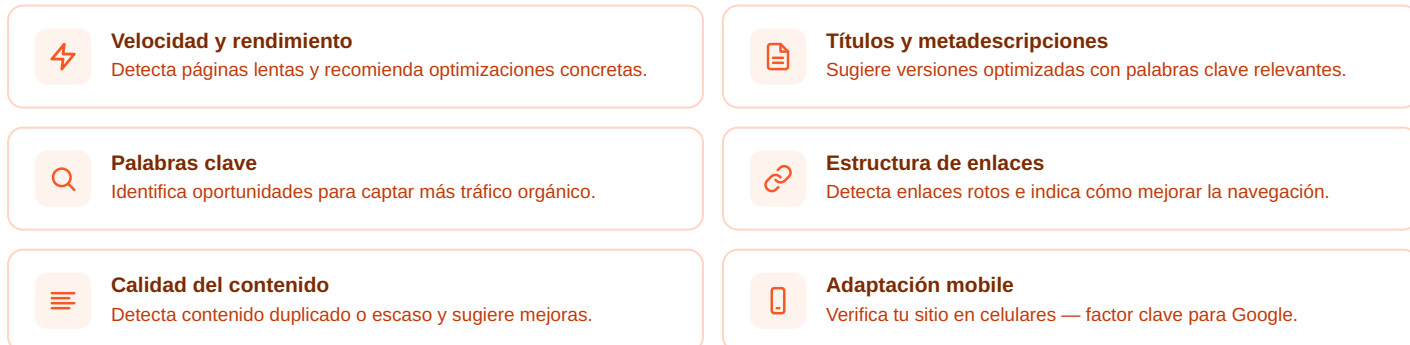 Velocidad y rendimiento
Detecta páginas lentas y recomienda optimizaciones concretas.
Títulos y metadescripciones
Sugiere versiones optimizadas con palabras clave relevantes.
Palabras clave
Identifica oportunidades para captar más tráfico orgánico.
Estructura de enlaces
Detecta enlaces rotos e indica cómo mejorar la navegación.
Calidad del contenido
Detecta contenido duplicado o escaso y sugiere mejoras.
Adaptación mobile
Verifica tu sitio en celulares — factor clave para Google.